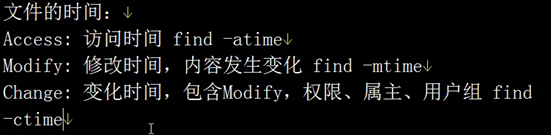 文件的时间：↓
Access: 访问时间 find -atime↓
Modify: 修改时间，内容发生变化 find -mtime↓
Change: 变化时间，包含Modify，权限、属主、用户组 find
-ctime↓